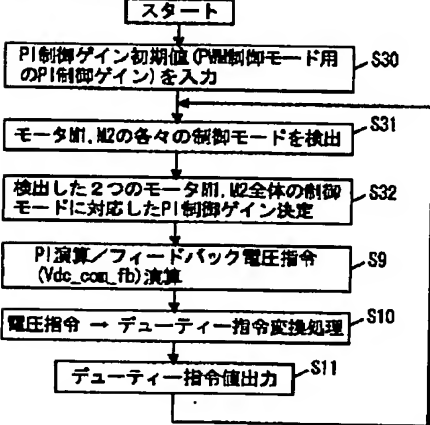 スタート
PI制御ゲイン初期値(PWM制御モード用
のPI制御ゲイン)を入力
S30
モータM1,M2の各々の制御モードを検出
S31
検出した2つのモータM1,M2全体の制御
モードに対応したPI制御ゲイン決定
S32
PI演算/フィードバック電圧指令
(Vdc_com_fb)演算
S9
電圧指令 → デューティー指令変換処理
S10
デューティー指令値出力
S11